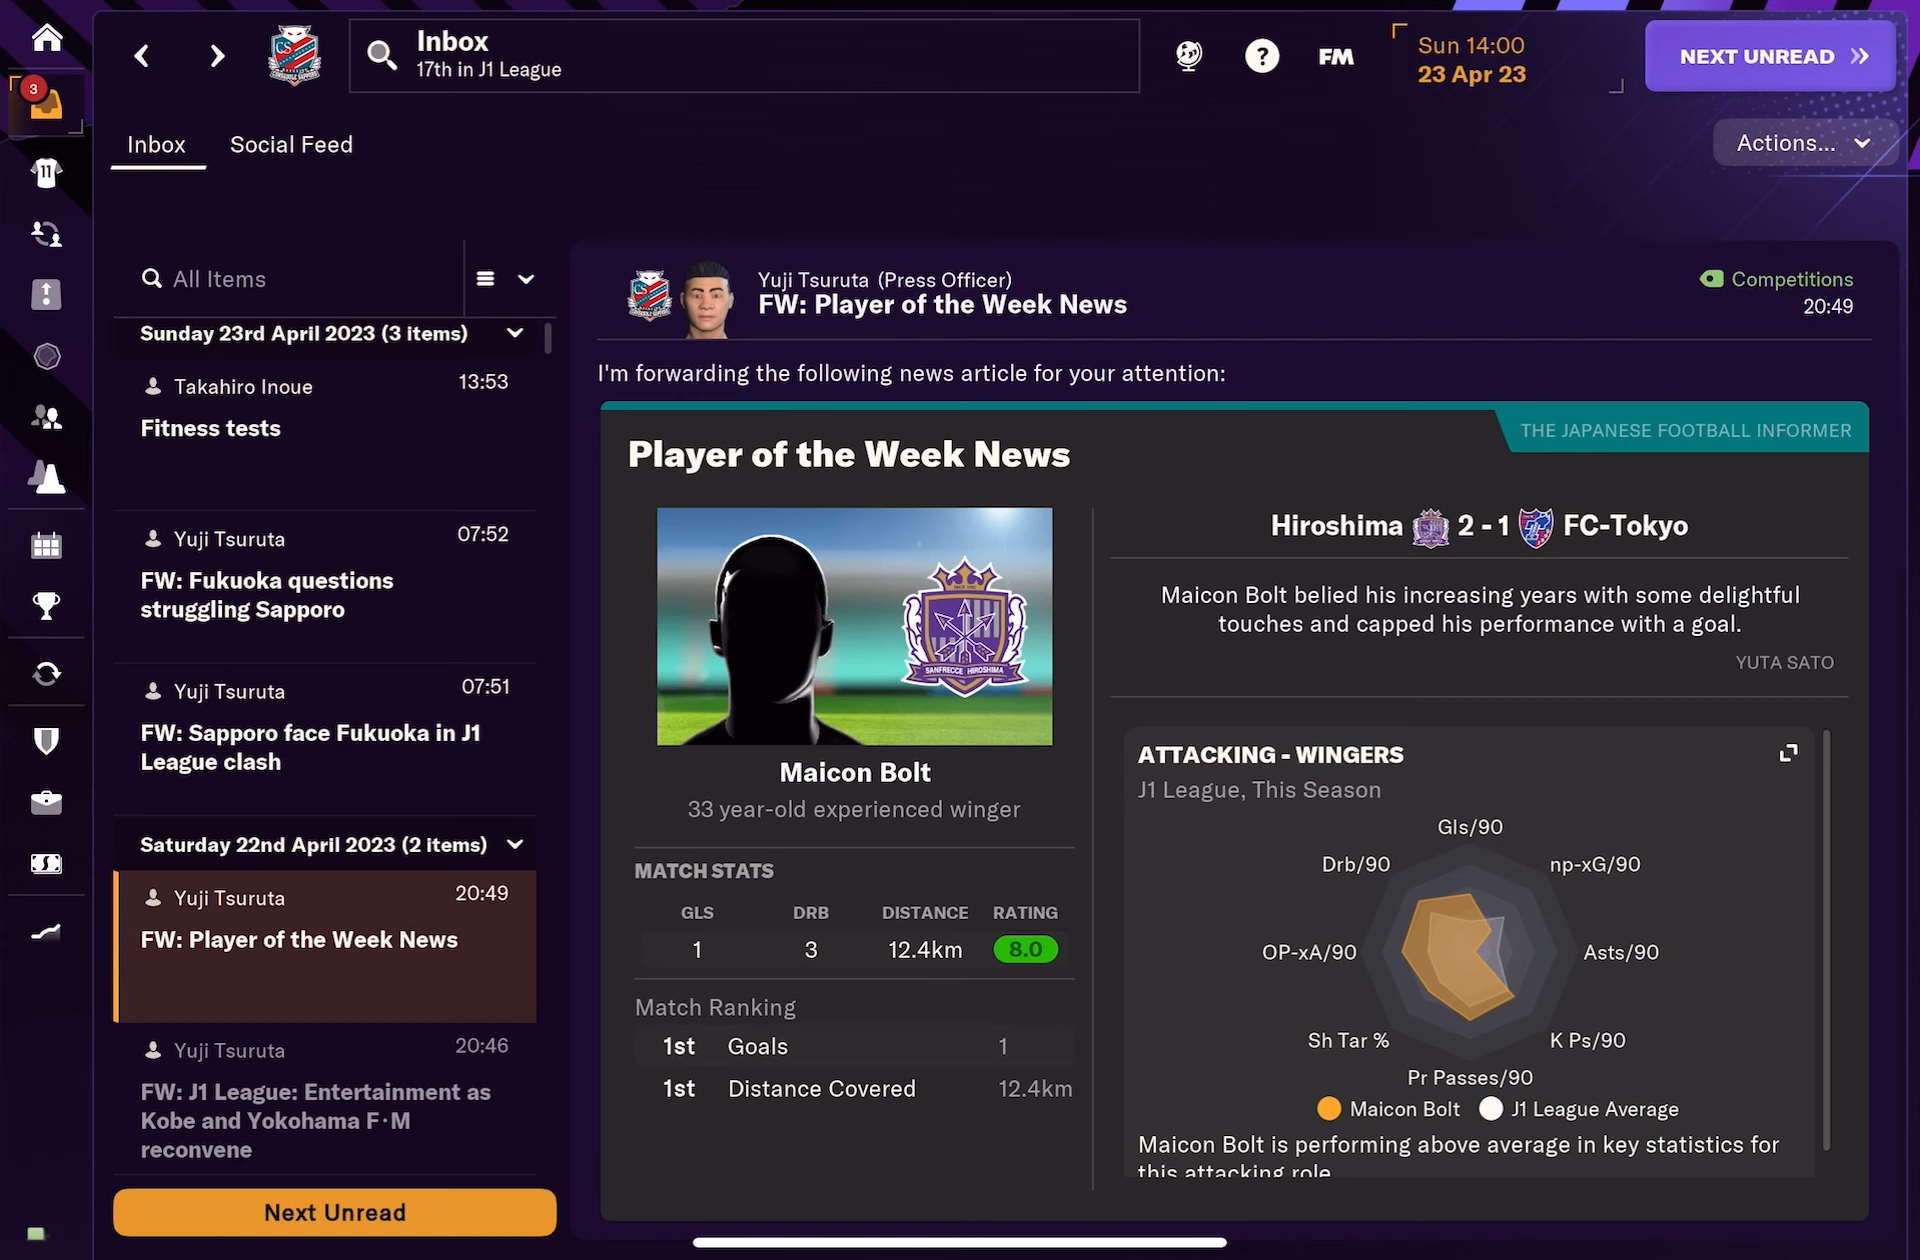 Inbox
17th in J1 League
?
FM
Sun 14:00
23 Apr 23
NEXT UNREAD
3
11
Inbox
Social Feed
Actions...
All Items
Sunday 23rd April 2023 (3 items)
Takahiro Inoue
13:53
Fitness tests
Yuji Tsuruta
07:52
FW: Fukuoka questions
struggling Sapporo
Yuji Tsuruta
07:51
FW: Sapporo face Fukuoka in J1
League clash
Saturday 22nd April 2023 (2 items)
Yuji Tsuruta
20:49
FW: Player of the Week News
Yuji Tsuruta
20:46
FW: J1 League: Entertainment as
Kobe and Yokohama F·M
reconvene
Next Unread
Yuji Tsuruta (Press Officer)
FW: Player of the Week News
Competitions
20:49
I'm forwarding the following news article for your attention:
THE JAPANESE FOOTBALL INFORMER
Player of the Week News
SANFRECCE HIROSHIMA
Maicon Bolt
33 year-old experienced winger
MATCH STATS
GLS DRB DISTANCE RATING
1 3 12.4km 8.0
Match Ranking
1st Goals 1
1st Distance Covered 12.4km
Hiroshima 2 - 1 FC-Tokyo
Maicon Bolt belied his increasing years with some delightful
touches and capped his performance with a goal.
YUTA SATO
ATTACKING - WINGERS
J1 League, This Season
Gls/90
Drb/90
np-xG/90
OP-xA/90
Asts/90
Sh Tar %
K Ps/90
Pr Passes/90
Maicon Bolt
J1 League Average
Maicon Bolt is performing above average in key statistics for
this attacking role